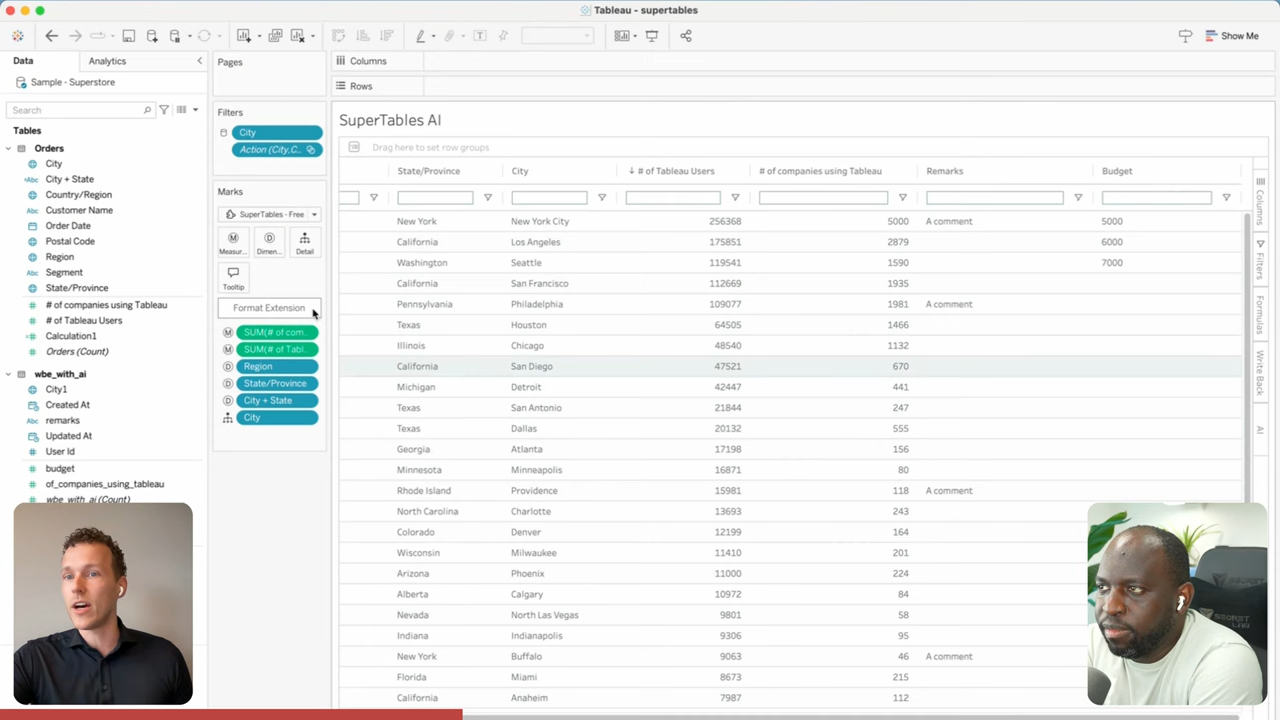 Tableau - supertables
Show Me
Data
Analytics
Sample - Superstore
Search
Tables
Orders
City
Abc
City + State
Country/Region
Abc
Customer Name
Order Date
Postal Code
Region
Abc
Segment
State/Province
# of companies using Tableau
# of Tableau Users
Calculation1
Orders (Count)
wbe_with_ai
City1
Created At
Abc
remarks
Updated At
User Id
budget
of_companies_using_tableau
wbe_with_ai (Count)
Pages
Filters
City
Action (City,C..
Marks
SuperTables - Free
Measur...
Dimen...
Detail
Tooltip
Format Extension
M SUM(# of com..
M SUM(# of Tabl..
D Region
D State/Province
D City + State
City
Columns
Rows
SuperTables AI
Drag here to set row groups
State/Province City # of Tableau Users # of companies using Tableau Remarks Budget
New York New York City 256368 5000 A comment 5000
California Los Angeles 175851 2879 6000
Washington Seattle 119541 1590 7000
California San Francisco 112669 1935
Pennsylvania Philadelphia 109077 1981 A comment
Texas Houston 64505 1466
Illinois Chicago 48540 1132
California San Diego 47521 670
Michigan Detroit 42447 441
Texas San Antonio 21844 247
Texas Dallas 20132 555
Georgia Atlanta 17198 156
Minnesota Minneapolis 16871 80
Rhode Island Providence 15981 118 A comment
North Carolina Charlotte 13693 243
Colorado Denver 12199 164
Wisconsin Milwaukee 11410 201
Arizona Phoenix 11000 224
Alberta Calgary 10972 84
Nevada North Las Vegas 9801 58
Indiana Indianapolis 9306 95
New York Buffalo 9063 46 A comment
Florida Miami 8673 215
California Anaheim 7987 112
Columns
Filters
Formulas
Write Back
AI